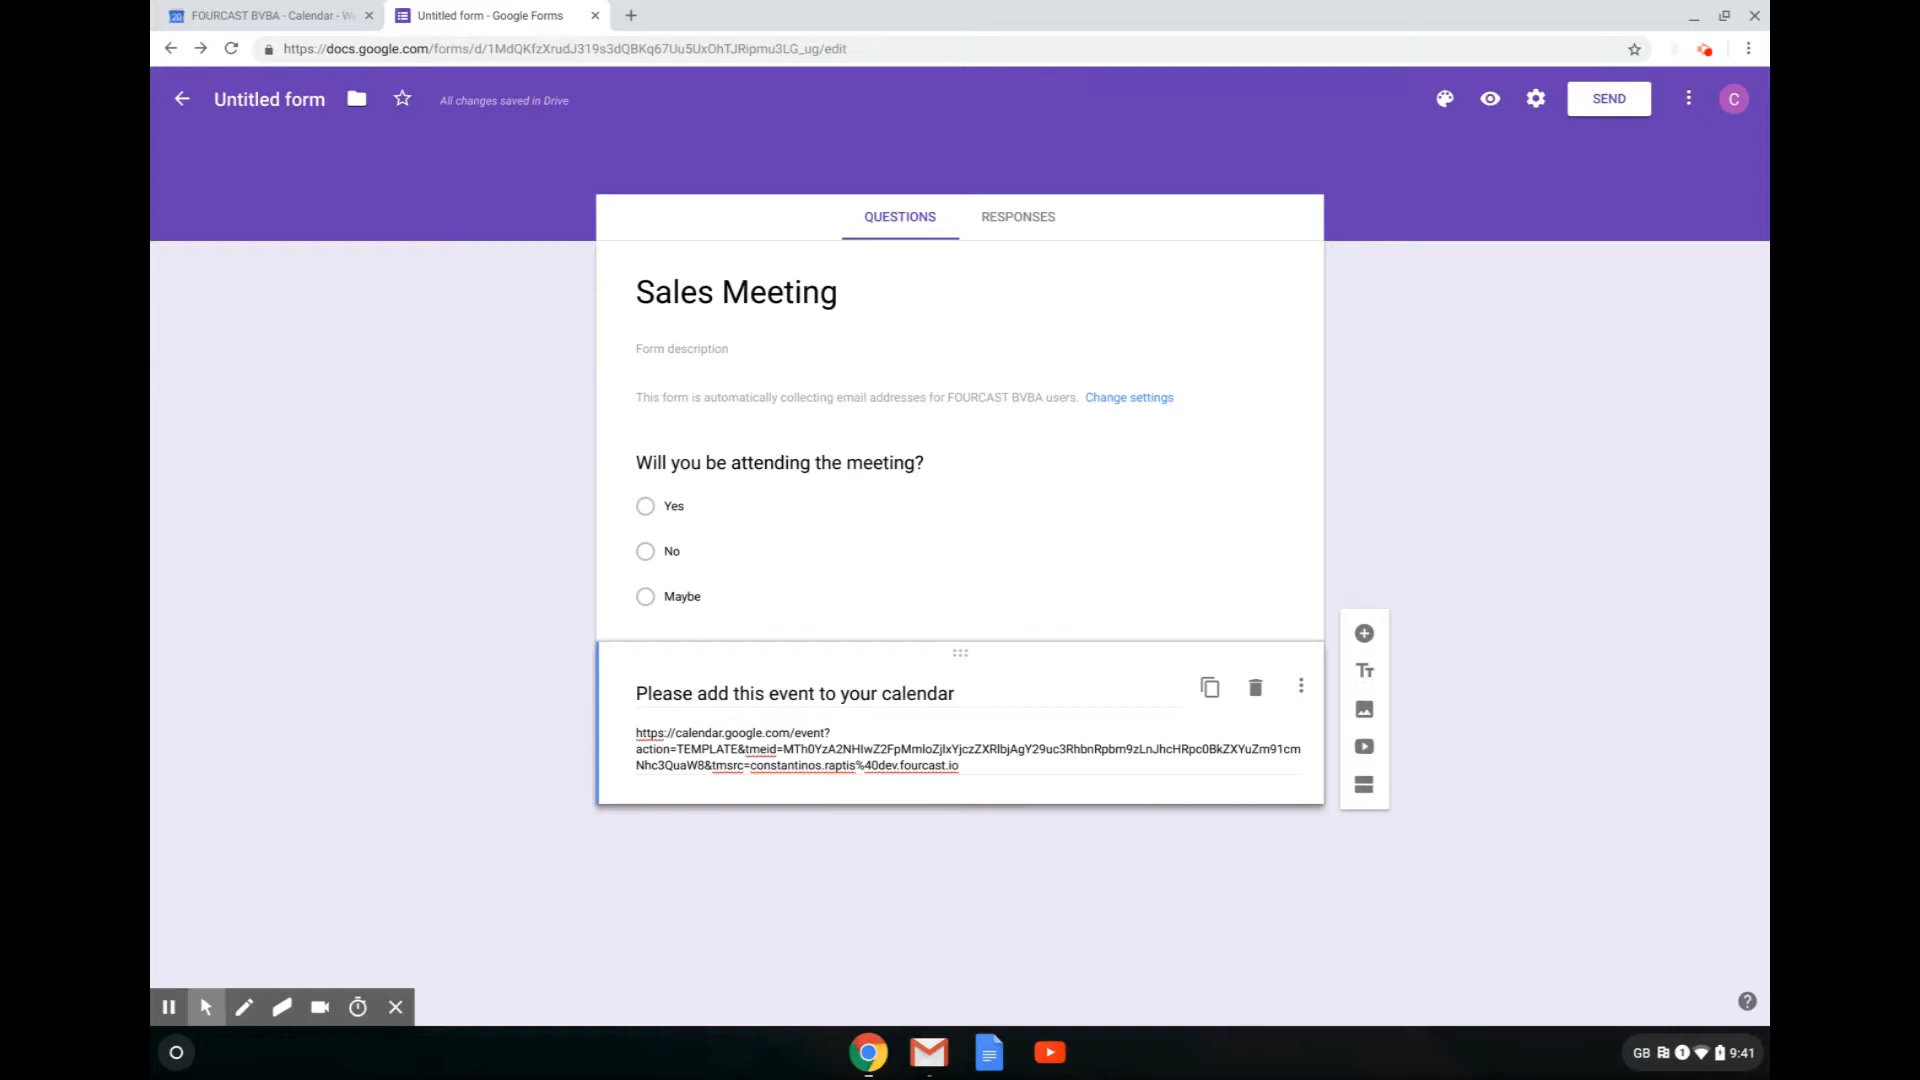 FOURCAST BVBA - Calendar - W
Untitled form - Google Forms
https://docs.google.com/forms/d/1MdQKfzXrudJ319s3dQBKq67Uu5UxOhTJRipmu3LG_ug/edit
Untitled form
All changes saved in Drive
SEND
C
QUESTIONS
RESPONSES
Sales Meeting
Form description
This form is automatically collecting email addresses for FOURCAST BVBA users. Change settings
Will you be attending the meeting?
Yes
No
Maybe
Please add this event to your calendar
https://calendar.google.com/event?
action=TEMPLATE&tmeid=MTh0YzA2NHIwZ2FpMmloZjlxYjczZXRlbjAgY29uc3RhbnRpbm9zLnJhcHRpc0BkZXYuZm91cm
Nhc3QuaW8&tmsrc=constantinos.raptis%40dev.fourcast.io
Tт
GB
1
9:41